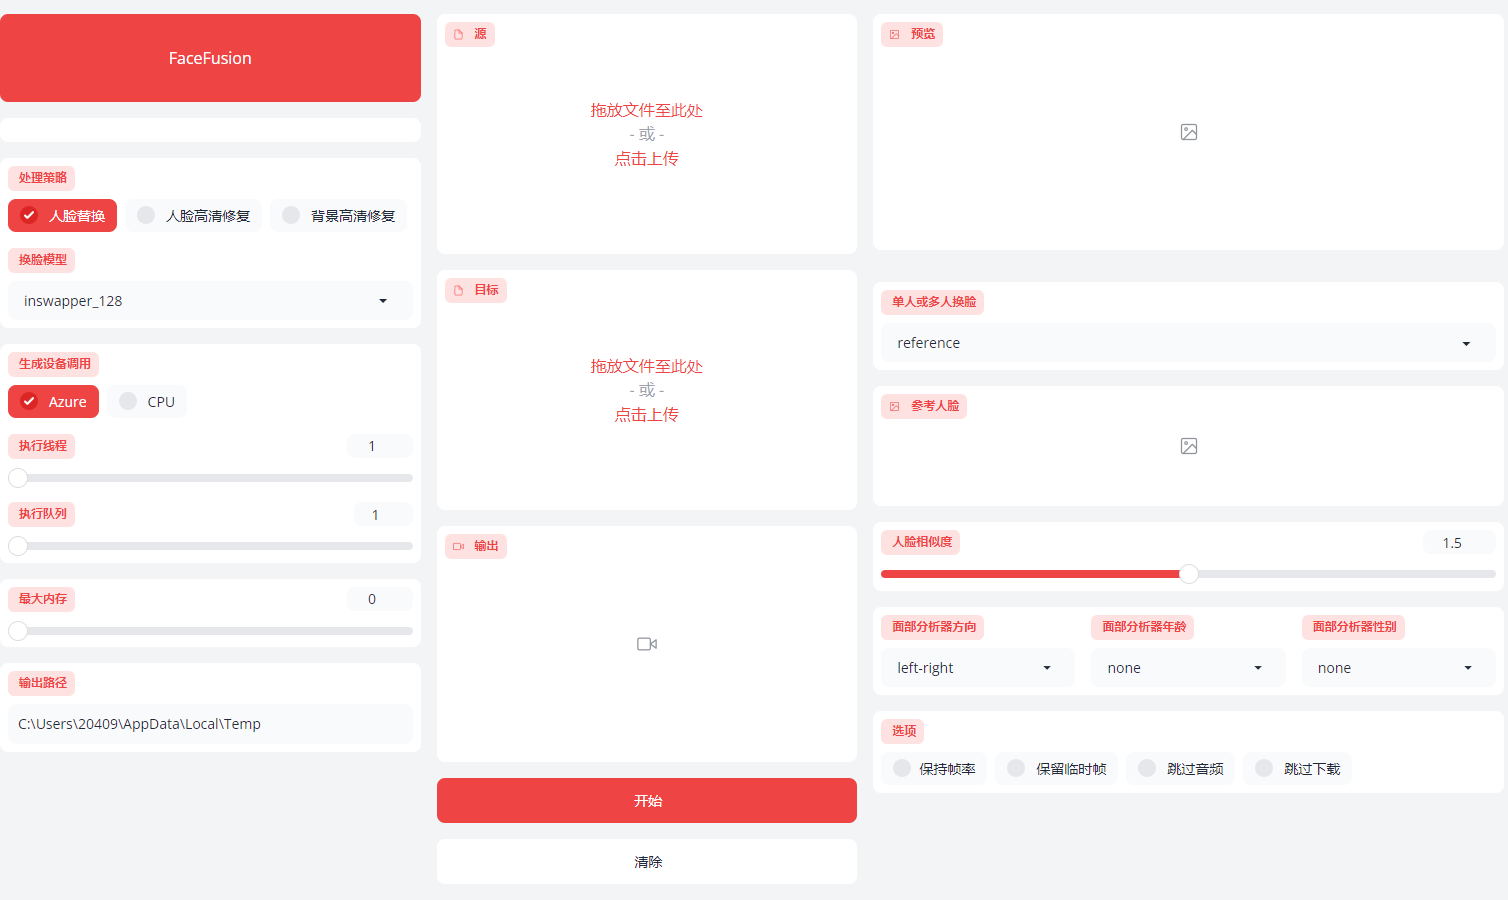 FaceFusion
处理策略
人脸替换
人脸高清修复
背景高清修复
换脸模型
inswapper_128
生成设备调用
Azure
CPU
执行线程
1
执行队列
1
最大内存
0
输出路径
C:\Users\20409\AppData\Local\Temp
源
拖放文件至此处
- 或 -
点击上传
目标
拖放文件至此处
- 或 -
点击上传
输出
开始
清除
预览
单人或多人换脸
reference
参考人脸
人脸相似度
1.5
面部分析器方向
left-right
面部分析器年龄
none
面部分析器性别
none
选项
保持帧率
保留临时帧
跳过音频
跳过下载